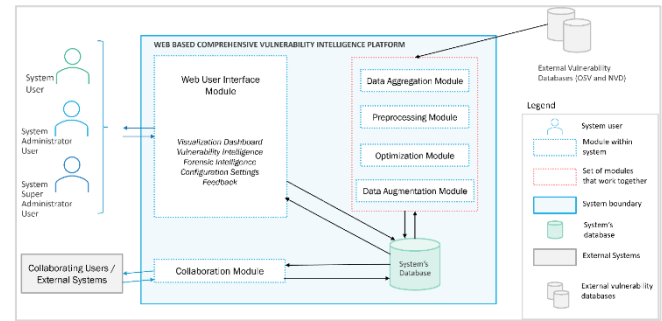 WEB BASED COMPREHENSIVE VULNERABILITY INTELLIGENCE PLATFORM
System
User
System
Administrator
User
System
Super
Administrator
User
Web User Interface
Module
Visualization Dashboard
Vulnerability Intelligence
Forensic Intelligence
Configuration Settings
Feedback
Data Aggregation Module
Preprocessing Module
Optimization Module
Data Augmentation Module
System's
Database
Collaboration Module
Collaborating Users /
External Systems
External Vulnerability
Databases (OSV and NVD)
Legend
System user
Module within
system
Set of modules
that work together
System boundary
System's
database
External Systems
External vulnerability
databases